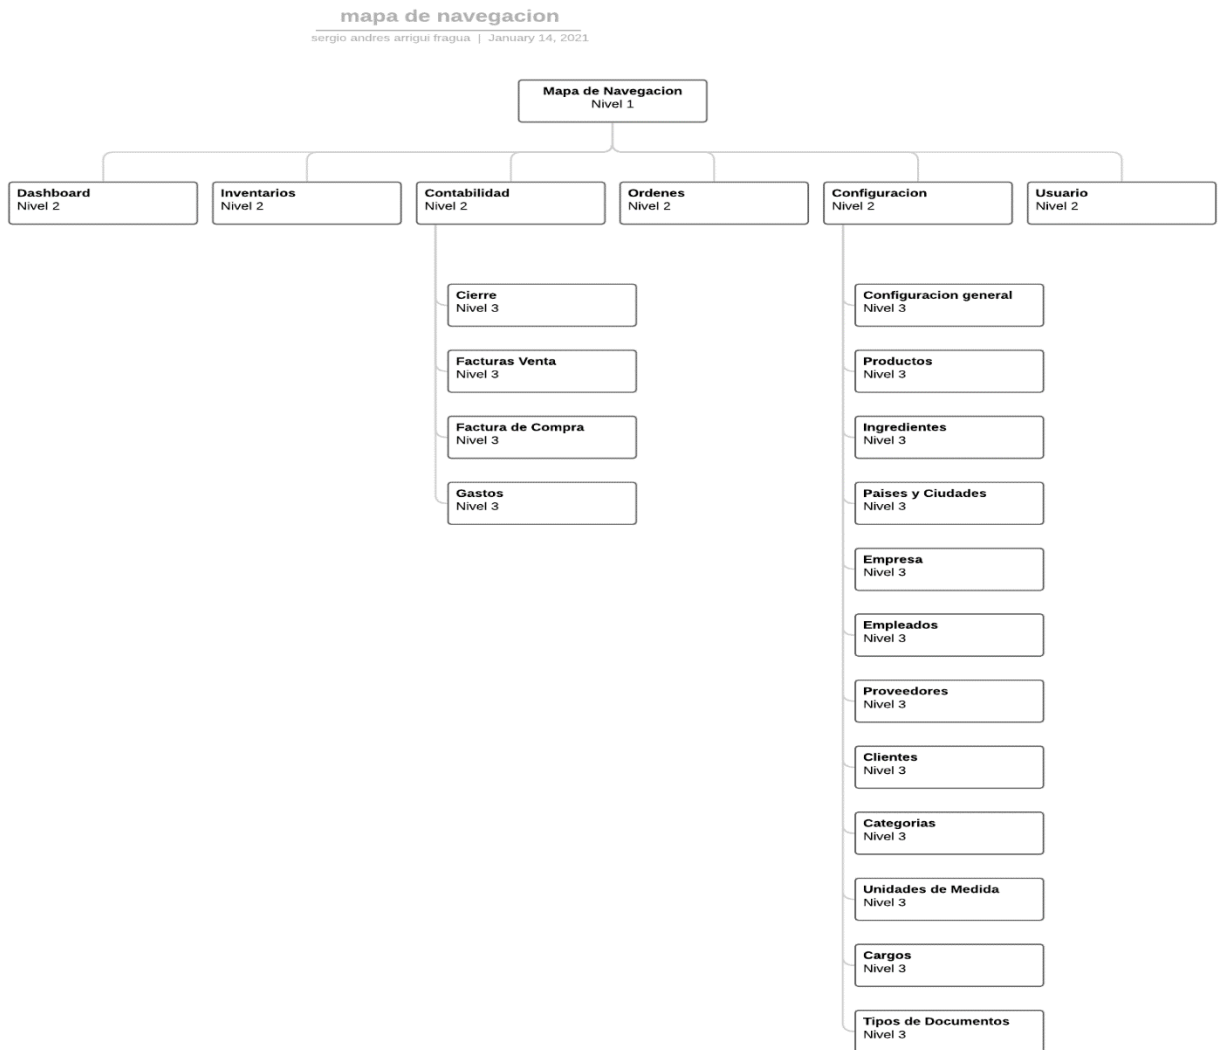 mapa de navegacion
sergio andres arrigui fragua | January 14, 2021
Mapa de Navegacion
Nivel 1
Dashboard
Nivel 2
Inventarios
Nivel 2
Contabilidad
Nivel 2
Ordenes
Nivel 2
Configuracion
Nivel 2
Usuario
Nivel 2
Cierre
Nivel 3
Facturas Venta
Nivel 3
Factura de Compra
Nivel 3
Gastos
Nivel 3
Configuracion general
Nivel 3
Productos
Nivel 3
Ingredientes
Nivel 3
Paises y Ciudades
Nivel 3
Empresa
Nivel 3
Empleados
Nivel 3
Proveedores
Nivel 3
Clientes
Nivel 3
Categorias
Nivel 3
Unidades de Medida
Nivel 3
Cargos
Nivel 3
Tipos de Documentos
Nivel 3